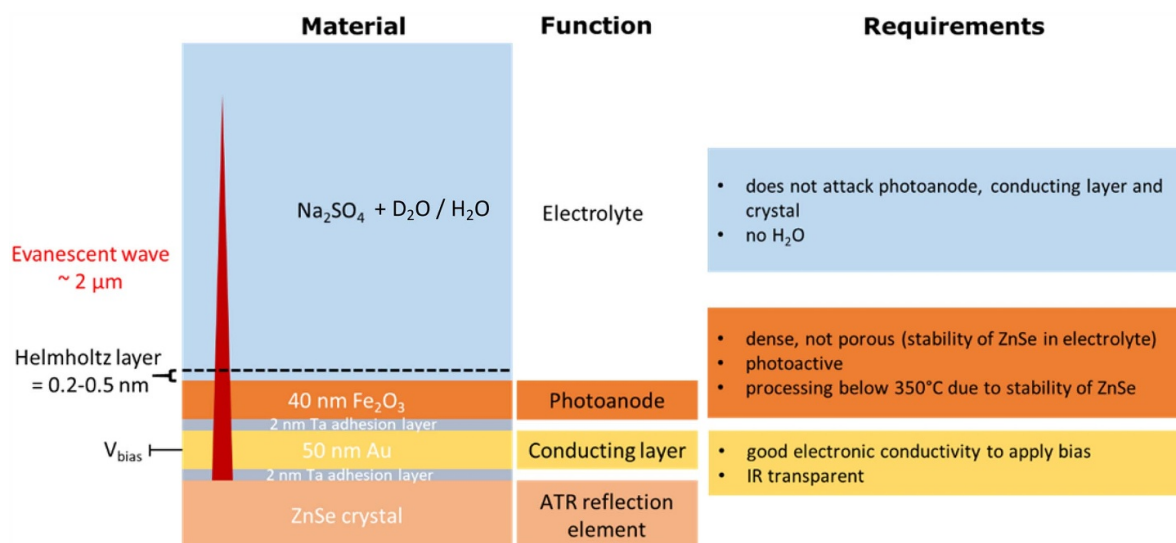 Material
Function
Requirements
Na₂SO₄ + D₂O / H₂O
Electrolyte
• does not attack photoanode, conducting layer and
crystal
• no H₂O
Evanescent wave
~ 2 μm
Helmholtz layer
= 0.2-0.5 nm
40 nm Fe₂O₃
Photoanode
• dense, not porous (stability of ZnSe in electrolyte)
• photoactive
• processing below 350°C due to stability of ZnSe
2 nm Ta adhesion layer
V_bias
50 nm Au
Conducting layer
• good electronic conductivity to apply bias
• IR transparent
2 nm Ta adhesion layer
ZnSe crystal
ATR reflection
element